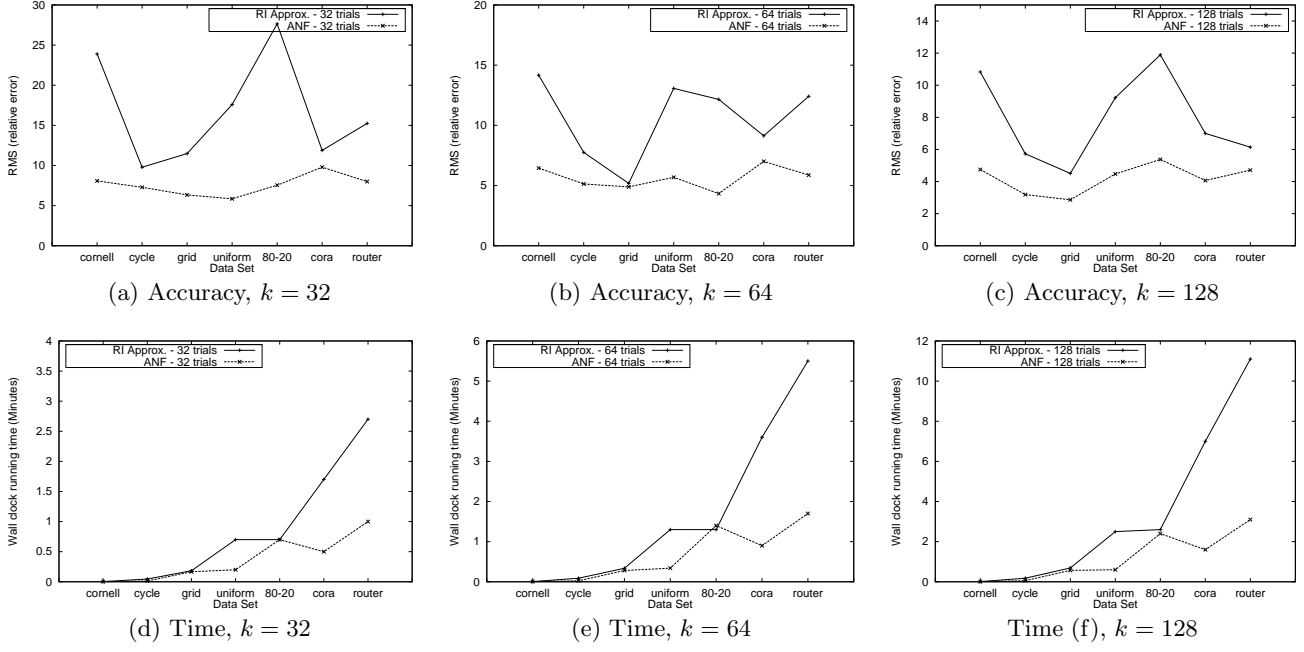 30
25
20
15
10
5
0
RMS (relative error)
RI Approx. - 32 trials
ANF - 32 trials
cornell cycle grid uniform 80-20 cora router
Data Set
(a) Accuracy, k = 32
20
15
10
5
0
RMS (relative error)
RI Approx. - 64 trials
ANF - 64 trials
cornell cycle grid uniform 80-20 cora router
Data Set
(b) Accuracy, k = 64
14
12
10
8
6
4
2
0
RMS (relative error)
RI Approx. - 128 trials
ANF - 128 trials
cornell cycle grid uniform 80-20 cora router
Data Set
(c) Accuracy, k = 128
4
3.5
3
2.5
2
1.5
1
0.5
0
Wall clock running time (Minutes)
RI Approx. - 32 trials
ANF - 32 trials
cornell cycle grid uniform 80-20 cora router
Data Set
(d) Time, k = 32
6
5
4
3
2
1
0
Wall clock running time (Minutes)
RI Approx. - 64 trials
ANF - 64 trials
cornell cycle grid uniform 80-20 cora router
Data Set
(e) Time, k = 64
12
10
8
6
4
2
0
Wall clock running time (Minutes)
RI Approx. - 128 trials
ANF - 128 trials
cornell cycle grid uniform 80-20 cora router
Data Set
Time (f), k = 128